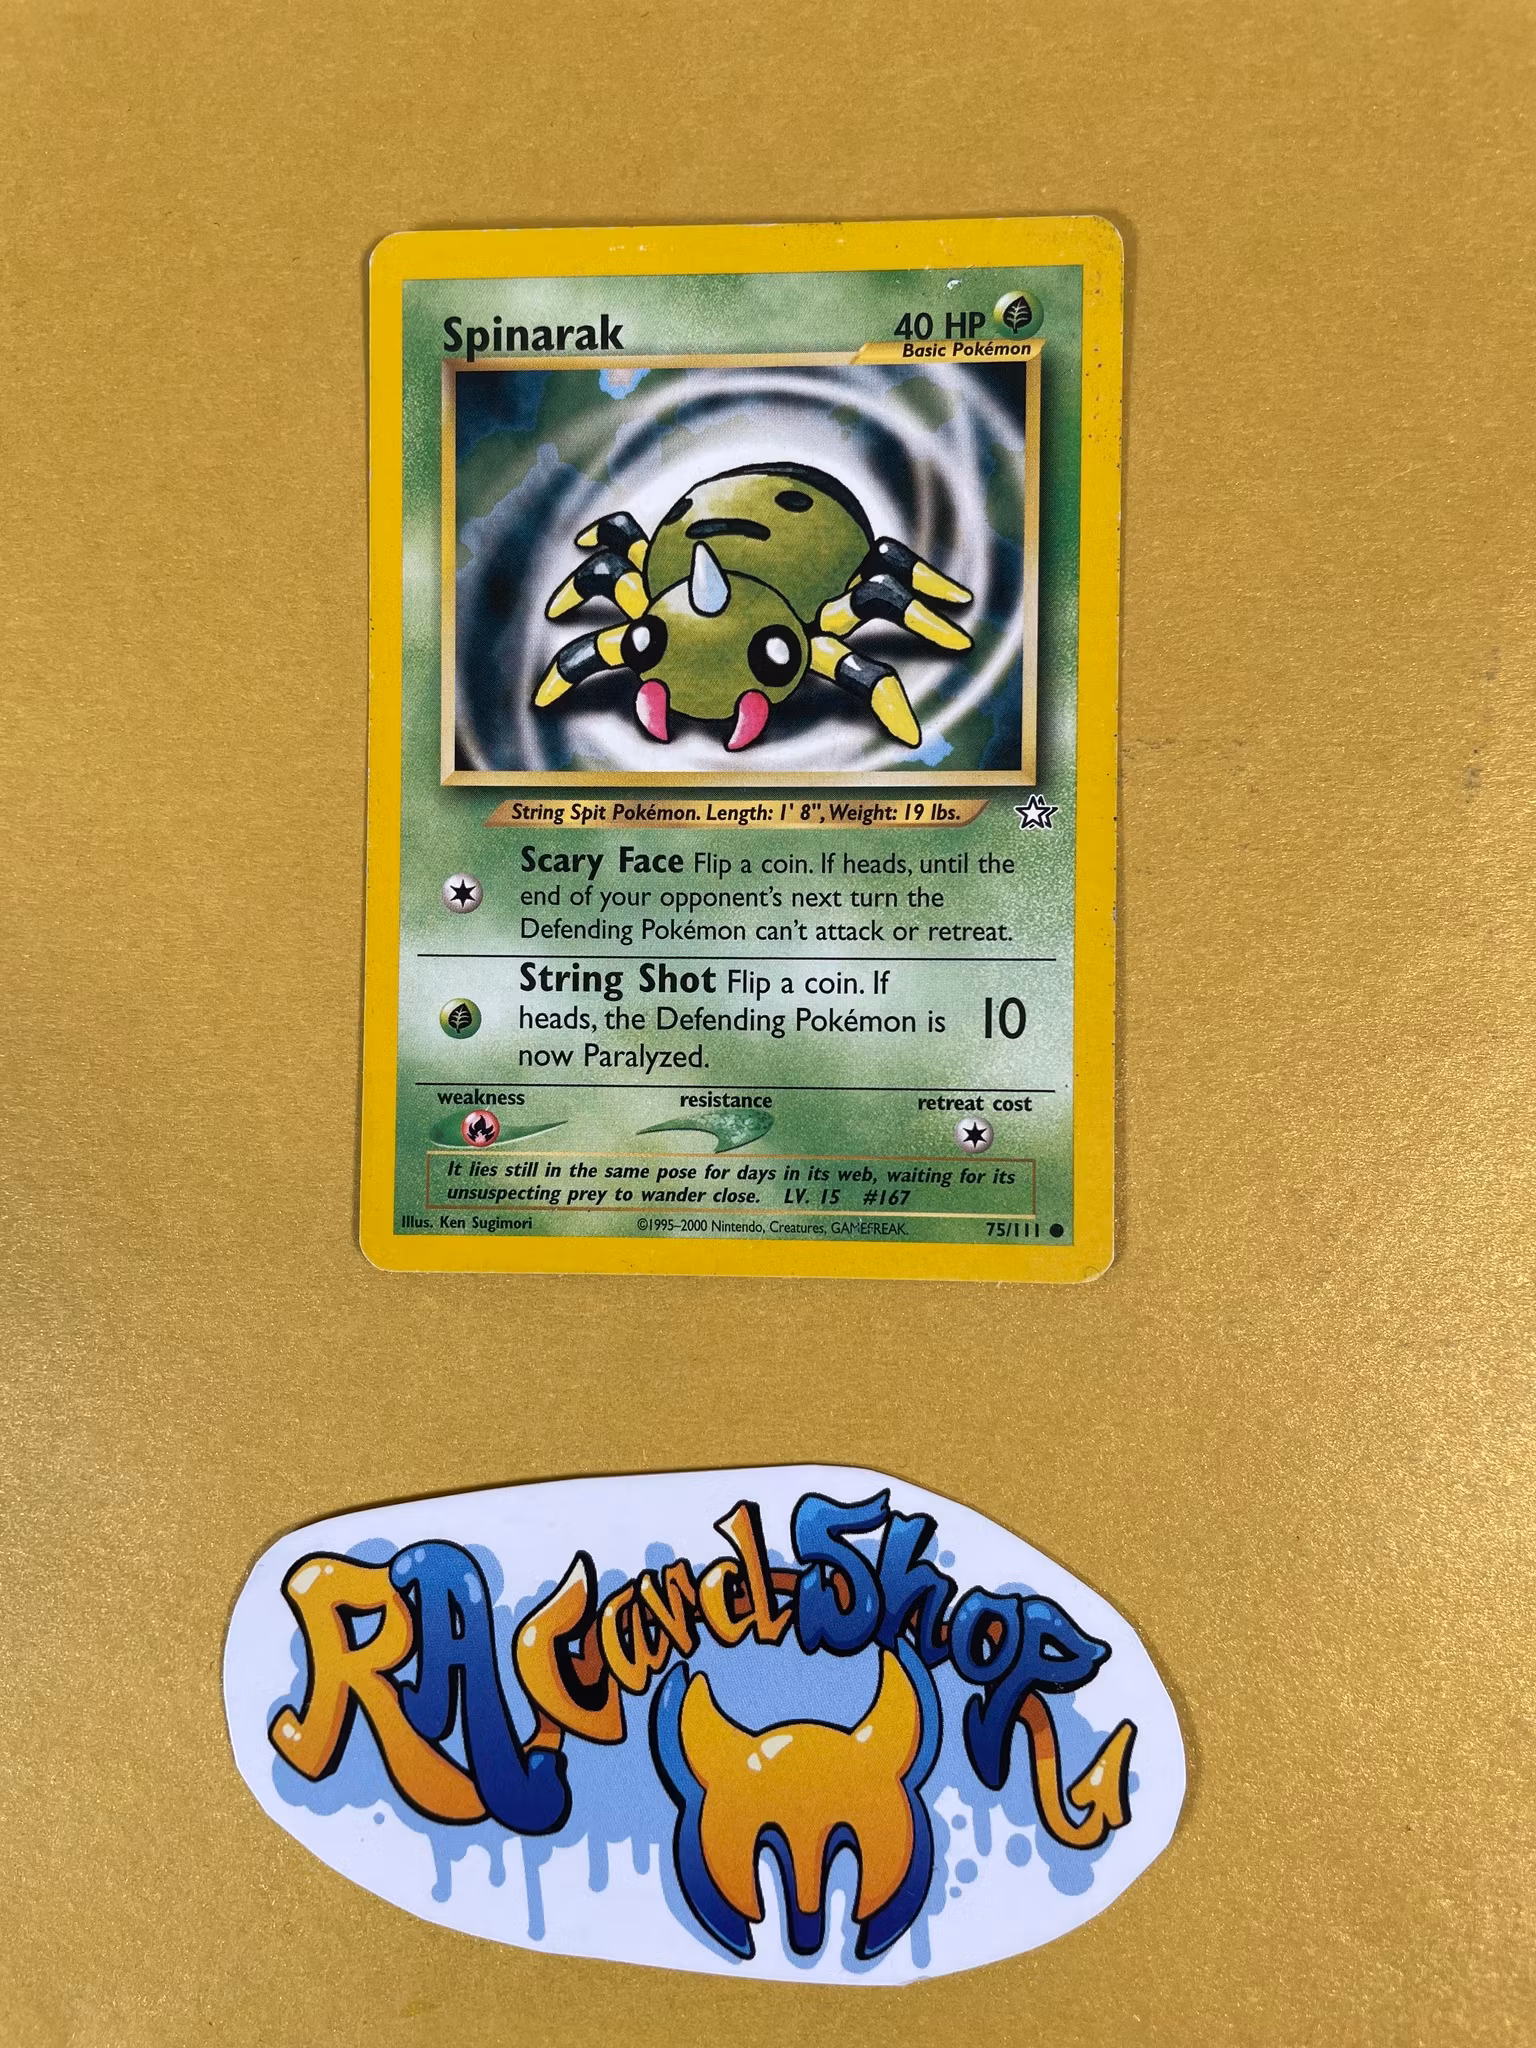 Spinarak
40 HP
Basic Pokémon
String Spit Pokémon. Length: 1' 8", Weight: 19 lbs.
Scary Face Flip a coin. If heads, until the
end of your opponent's next turn the
Defending Pokémon can't attack or retreat.
String Shot Flip a coin. If
heads, the Defending Pokémon is
now Paralyzed.
10
weakness
resistance
retreat cost
It lies still in the same pose for days in its web, waiting for its
unsuspecting prey to wander close. LV. 15 #167
Illus. Ken Sugimori
©1995–2000 Nintendo, Creatures, GAMEFREAK.
75/111
RA Card Shop